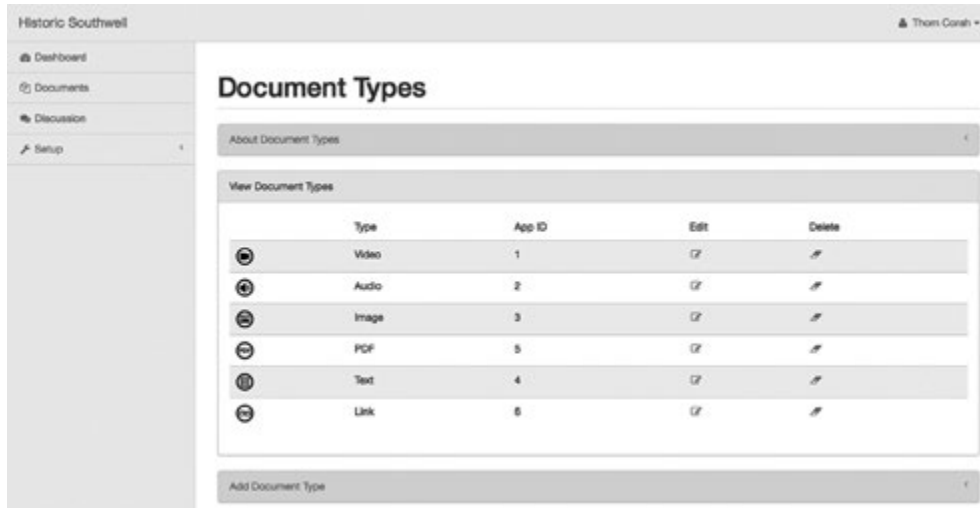 Historic Southwell
Thom Corah
Dashboard
Documents
Discussion
Setup
Document Types
About Document Types
View Document Types
Type App ID Edit Delete
Video 1
Audio 2
Image 3
PDF 5
Text 4
Link 6
Add Document Type